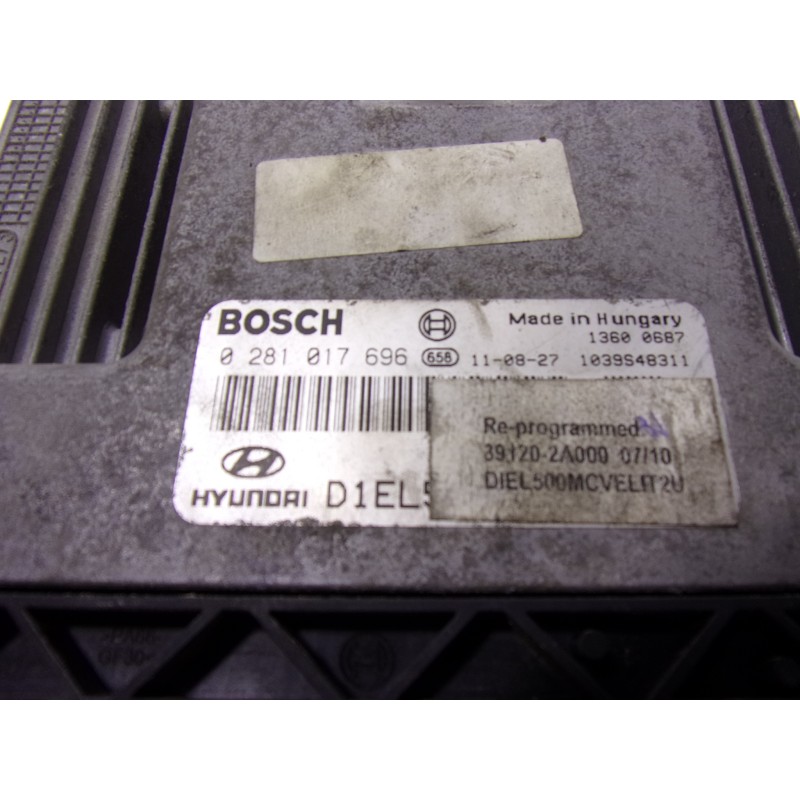 BOSCH
Made in Hungary
1360 0687
0 281 017 696 658 11-08-27 1039S48311
Re-programmed
39120-2A000 07/10
DIEL500MCVELIT2U
HYUNDAI D1EL5